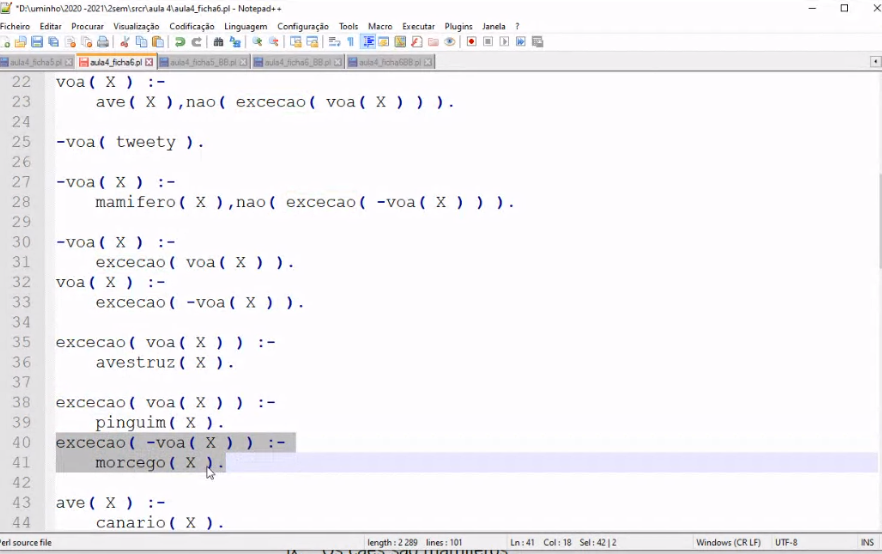 *D:\uminho\2020 -2021\2sem\src\aula 4\aula4_ficha6.pl - Notepad++
Ficheiro Editar Procurar Visualização Codificação Linguagem Configuração Tools Macro Executar Plugins Janela ?
aula4_ficha5.pl aula4_ficha6.pl aula4_ficha5_BB.pl aula4_ficha6_BB.pl aula4_ficha6BB.pl
22 voa( X ) :-
23 ave( X ),nao( excecao( voa( X ) ) ).
24
25 -voa( tweety ).
26
27 -voa( X ) :-
28 mamifero( X ),nao( excecao( -voa( X ) ) ).
29
30 -voa( X ) :-
31 excecao( voa( X ) ).
32 voa( X ) :-
33 excecao( -voa( X ) ).
34
35 excecao( voa( X ) ) :-
36 avestruz( X ).
37
38 excecao( voa( X ) ) :-
39 pinguim( X ).
40 excecao( -voa( X ) ) :-
41 morcego( X ).
42
43 ave( X ) :-
44 canario( X ).
Perl source file length : 2 289 lines : 101 Ln : 41 Col : 18 Sel : 42 | 2 Windows (CR LF) UTF-8 INS